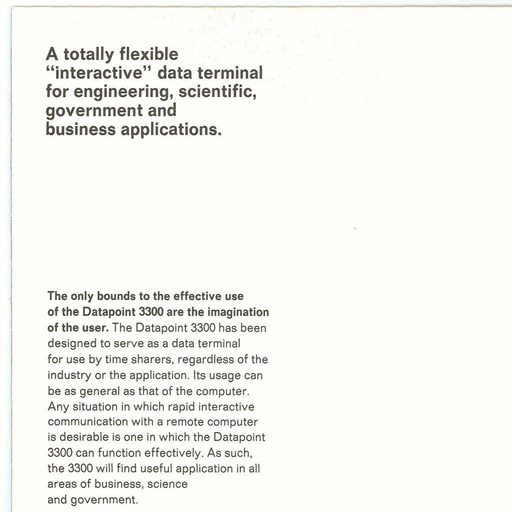 A totally flexible
“interactive” data terminal
for engineering, scientific,
government and
business applications.
The only bounds to the effective use
of the Datapoint 3300 are the imagination
of the user. The Datapoint 3300 has been
designed to serve as a data terminal
for use by time sharers, regardless of the
industry or the application. Its usage can
be as general as that of the computer.
Any situation in which rapid interactive
communication with a remote computer
is desirable is one in which the Datapoint
3300 can function effectively. As such,
the 3300 will find useful application in all
areas of business, science
and government.